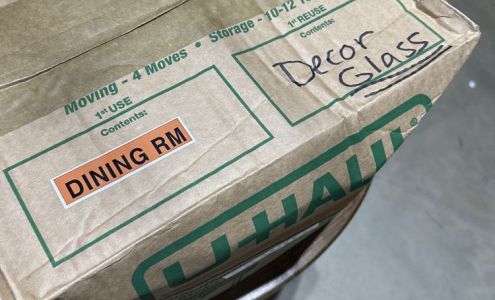 Moving - 4 Moves • Storage - 10-12
1st USE
Contents:
DINING RM
1st REUSE
Contents:
Decor
Glass
U-HAUL®